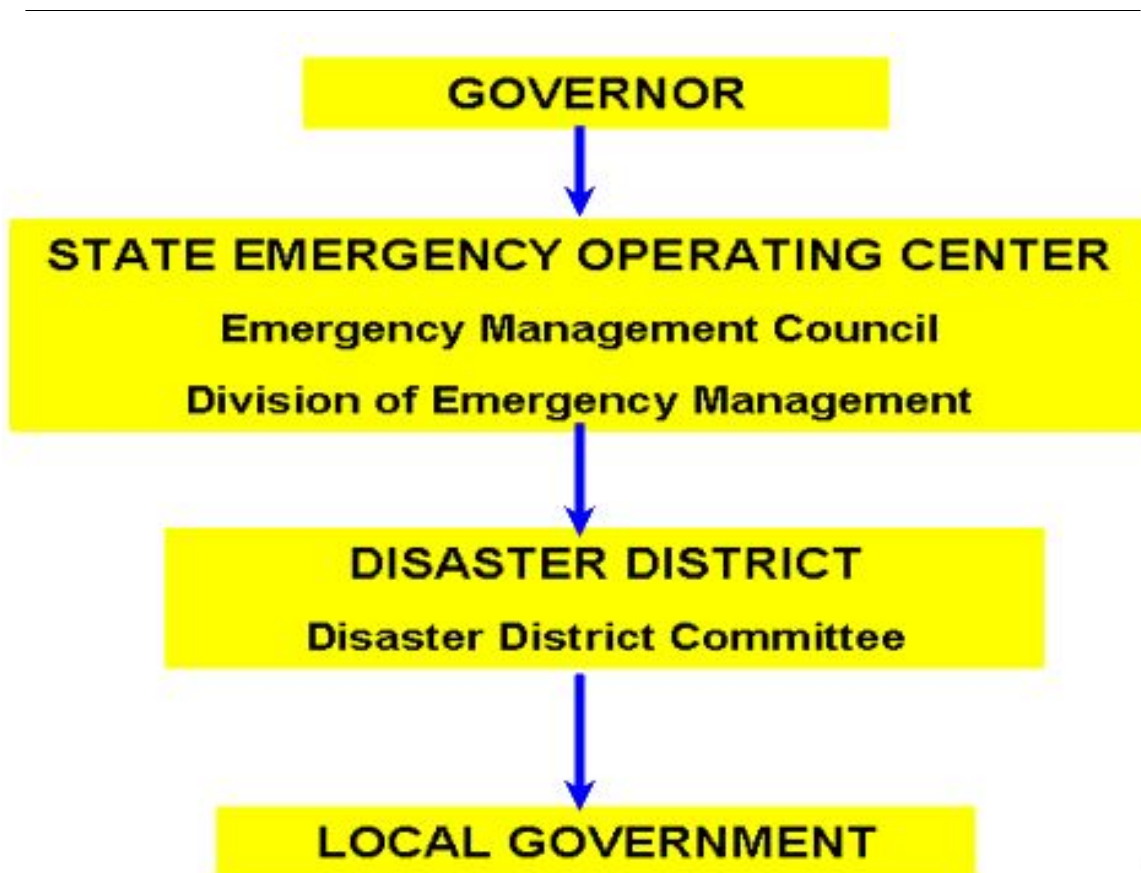 GOVERNOR
STATE EMERGENCY OPERATING CENTER
Emergency Management Council
Division of Emergency Management
DISASTER DISTRICT
Disaster District Committee
LOCAL GOVERNMENT